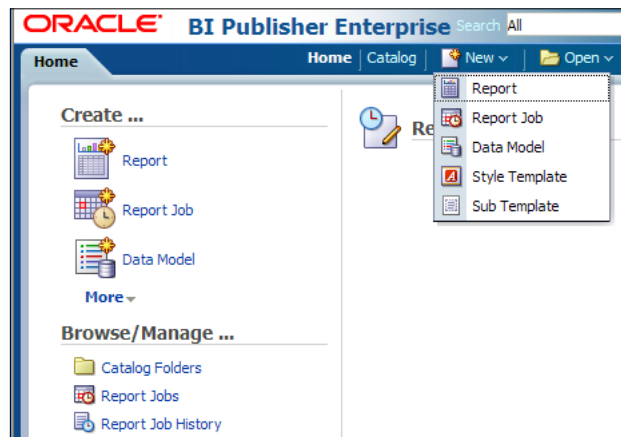 ORACLE BI Publisher Enterprise Search All
Home Home Catalog New Open
Create ...
Report
Report Job
Data Model
More
Browse/Manage ...
Catalog Folders
Report Jobs
Report Job History
Re
Report
Report Job
Data Model
Style Template
Sub Template